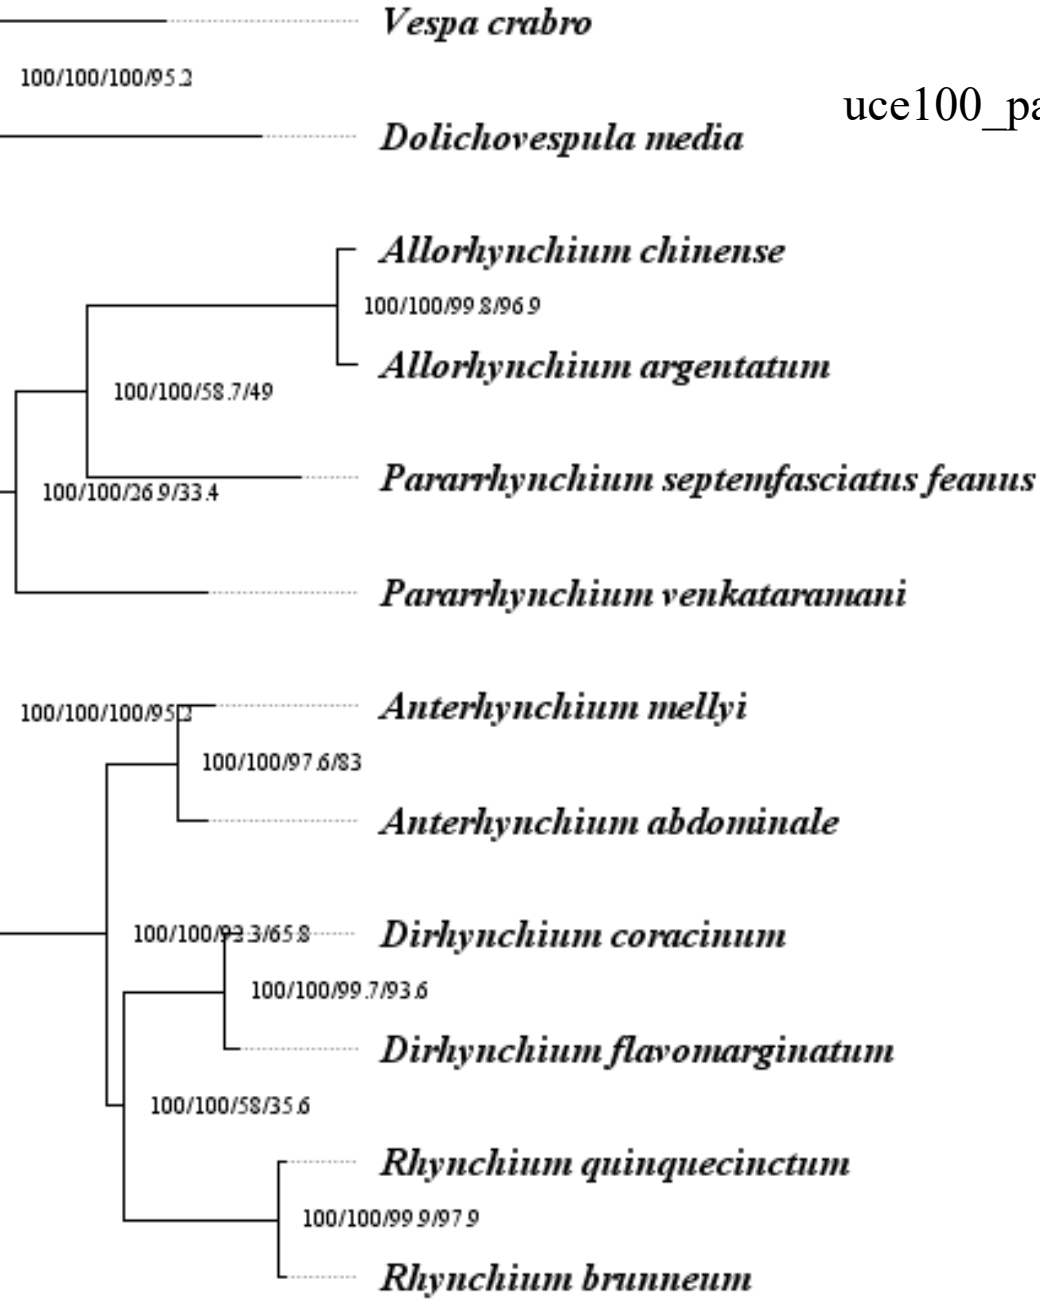 Vespa crabro
100/100/100/95.2
uce100_pa
Dolichovespula media
Allorhynchium chinense
100/100/99.8/96.9
Allorhynchium argentatum
100/100/58.7/49
Pararrhynchium septemfasciatus feanus
100/100/26.9/33.4
Pararrhynchium venkataramani
Anterhynchium mellyi
100/100/100/95.2
100/100/97.6/83
Anterhynchium abdominale
100/100/93.3/65.8
Dirhynchium coracinum
100/100/99.7/93.6
Dirhynchium flavomarginatum
100/100/58/35.6
Rhynchium quinquecinctum
100/100/99.9/97.9
Rhynchium brunneum